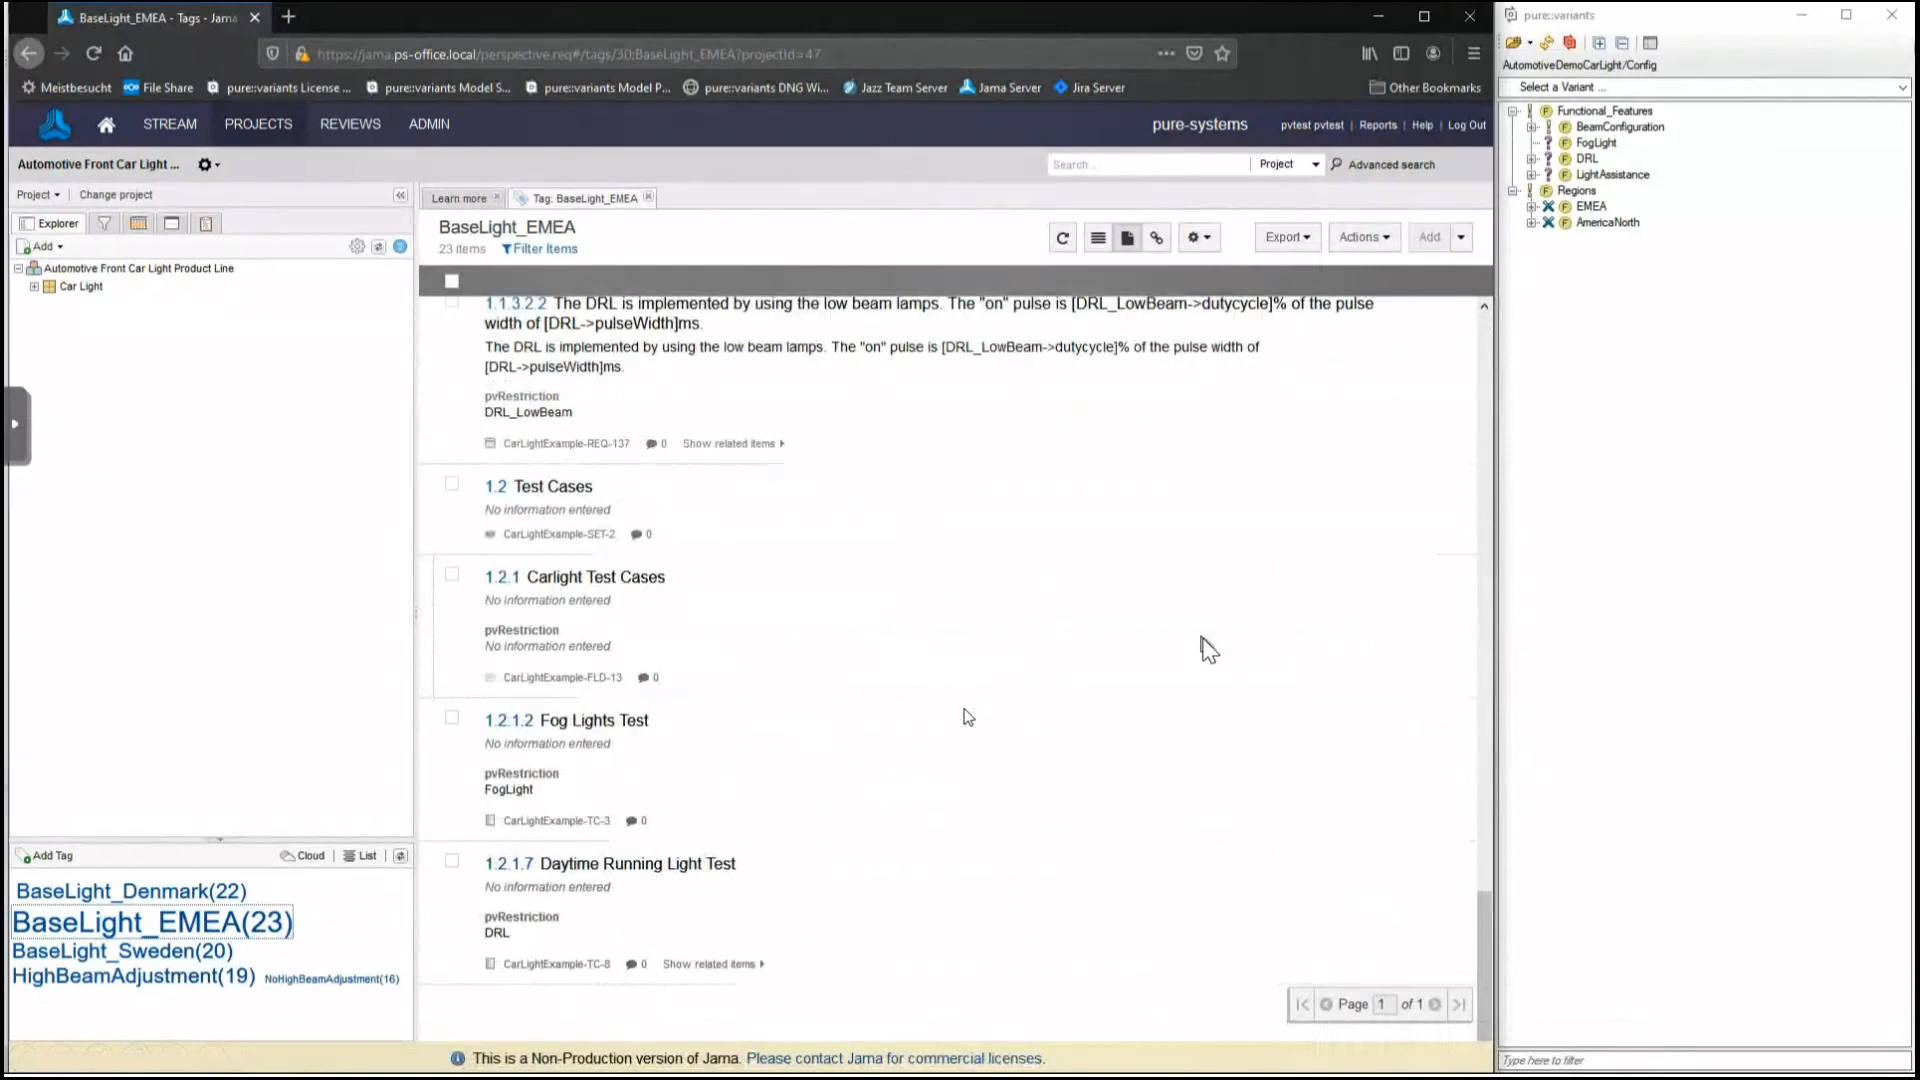 BaseLight_EMEA - Tags - Jama
pure::variants
https://jama.ps-office.local/perspective.req#/tags/30:BaseLight_EMEA?projectId=47
AutomotiveDemoCarLight/Config
Meistbesucht
File Share
pure::variants License ...
pure::variants Model S...
pure::variants Model P...
pure::variants DNG Wi...
Jazz Team Server
Jama Server
Jira Server
Other Bookmarks
Select a Variant ...
STREAM
PROJECTS
REVIEWS
ADMIN
pure-systems
pvtest pvtest | Reports | Help | Log Out
Functional_Features
BeamConfiguration
FogLight
DRL
LightAssistance
Regions
EMEA
AmericaNorth
Automotive Front Car Light ...
Search...
Project
Advanced search
Project
Change project
Learn more
Tag: BaseLight_EMEA
Explorer
Add
BaseLight_EMEA
23 items
Filter Items
Export
Actions
Add
Automotive Front Car Light Product Line
Car Light
1.1.3.2.2 The DRL is implemented by using the low beam lamps. The "on" pulse is [DRL_LowBeam->dutycycle]% of the pulse
width of [DRL->pulseWidth]ms.
The DRL is implemented by using the low beam lamps. The "on" pulse is [DRL_LowBeam->dutycycle]% of the pulse width of
[DRL->pulseWidth]ms.
pvRestriction
DRL_LowBeam
CarLightExample-REQ-137
0
Show related items
1.2 Test Cases
No information entered
CarLightExample-SET-2
0
1.2.1 Carlight Test Cases
No information entered
pvRestriction
No information entered
CarLightExample-FLD-13
0
1.2.1.2 Fog Lights Test
No information entered
pvRestriction
FogLight
CarLightExample-TC-3
0
1.2.1.7 Daytime Running Light Test
No information entered
pvRestriction
DRL
CarLightExample-TC-8
0
Show related items
Add Tag
Cloud
List
BaseLight_Denmark(22)
BaseLight_EMEA(23)
BaseLight_Sweden(20)
HighBeamAdjustment(19) NoHighBeamAdjustment(16)
Page 1 of 1
This is a Non-Production version of Jama. Please contact Jama for commercial licenses.
Type here to filter